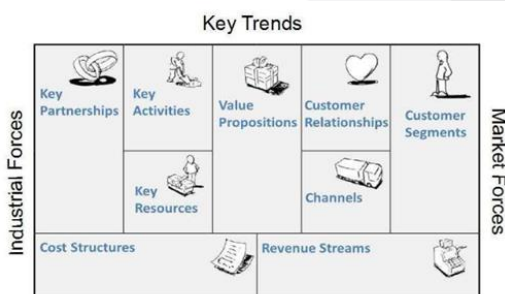 Key Trends
Industrial Forces
Key
Partnerships
Key
Activities
Key
Resources
Value
Propositions
Customer
Relationships
Channels
Customer
Segments
Market Forces
Cost Structures
Revenue Streams